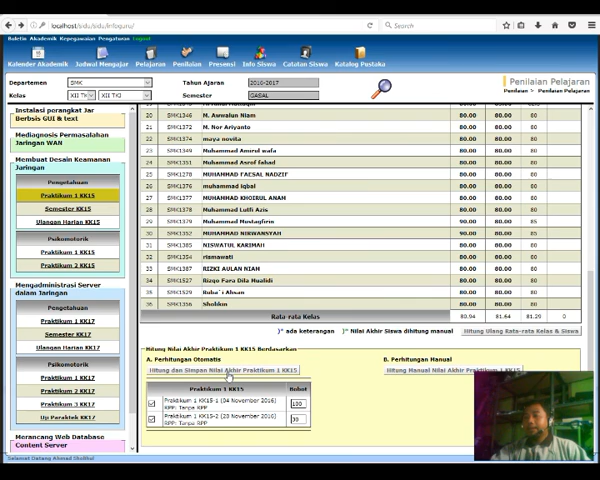 localhost/sidu/sidu/infoguru/
Search
Buletin Akademik Kepegawaian Pengaturan Logout
Kalender Akademik Jadwal Mengajar Pelajaran Penilaian Presensi Info Siswa Catatan Siswa Katalog Pustaka
Departemen SMK Tahun Ajaran 2016-2017
Kelas XII TKJ XII TKJ Semester GASAL
Penilaian Pelajaran
Penilaian > Penilaian Pelajaran
Instalasi perangkat Jar
Berbsis GUI & text
Mediagnosis Permasalahan
Jaringan WAN
Membuat Desain Keamanan
Jaringan
Pengetahuan
Praktikum 1 KK15
Semester KK15
Ulangan Harian KK15
Psikomotorik
Praktikum 1 KK15
Praktikum 2 KK15
Mengadministrasi Server
dalam Jaringan
Pengetahuan
Praktikum 1 KK17
Semester KK17
Ulangan Harian KK17
Psikomotorik
Praktikum 1 KK17
Praktikum 2 KK17
Praktikum 3 KK17
Uji Paraktek KK17
Merancang Web Database
Content Server
20 SMK1346 M. Awwalun Niam 80.00 80.00 80
21 SMK1372 M. Nor Ariyanto 80.00 80.00 80
22 SMK1374 maya novita 80.00 80.00 80
23 SMK1349 Muhammad Amirul wafa 80.00 80.00 80
24 SMK1351 Muhammad Asrof fahad 80.00 80.00 80
25 SMK1278 MUHAMMAD FAESAL NADZIF 80.00 80.00 80
26 SMK1376 muhammad iqbal 80.00 80.00 80
27 SMK1377 MUHAMMAD KHOIRUL ANAH 80.00 80.00 80
28 SMK1378 Muhammad Lutfi Azis 80.00 80.00 80
29 SMK1379 Muhammad Mustaqfirin 90.00 90.00 85
30 SMK1352 MUHAMMAD NIRWANSYAH 90.00 90.00 85
31 SMK1385 NISWATUL KARIMAH 80.00 80.00 80
32 SMK1354 rismawati 80.00 80.00 80
33 SMK1387 RIZKI AULAN NIAH 80.00 80.00 80
34 SMK1356 Rizqo Fara Dila Hualidi 80.00 80.00 80
35 SMK1529 Ruba`i Ahsan 80.00 80.00 80
36 SMK1527 Sholikin 80.00 80.00 80
Rata-rata Kelas 80.94 81.64 81.29 0
)* ada keterangan )* Nilai Akhir Siswa dihitung manual Hitung Ulang Rata-rata Kelas & Siswa
Hitung Nilai Akhir Praktikum 1 KK15 Berdasarkan
A. Perhitungan Otomatis B. Perhitungan Manual
Hitung dan Simpan Nilai Akhir Praktikum 1 KK15 Hitung Manual Nilai Akhir Praktikum 1 KK15
Praktikum 1 KK15 Bobot
Praktikum 1 KK15-1 (04 November 2016) 100
RPP: Tanpa RPP
Praktikum 1 KK15-2 (23 November 2016)
RPP: Tanpa RPP
Selamat Datang Ahmad Sholikul